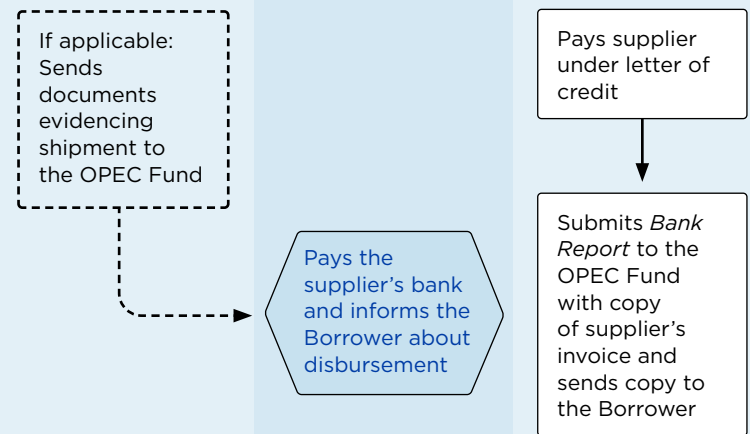 If applicable:
Sends
documents
evidencing
shipment to
the OPEC Fund
Pays the
supplier’s bank
and informs the
Borrower about
disbursement
Pays supplier
under letter of
credit
Submits Bank
Report to the
OPEC Fund
with copy
of supplier’s
invoice and
sends copy to
the Borrower